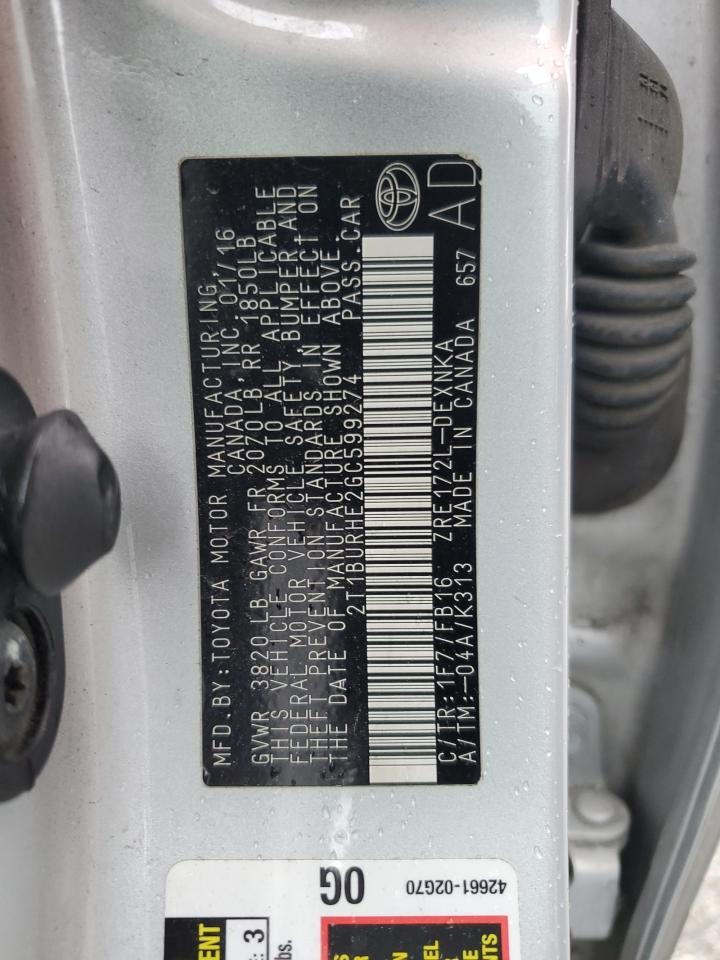 MFD.BY:TOYOTA MOTOR MANUFACTURING,
CANADA,INC. 01/16
GVWR 3820 LB GAWR FR 2070LB,RR 1850LB
THIS VEHICLE CONFORMS TO ALL APPLICABLE
FEDERAL MOTOR VEHICLE SAFETY,BUMPER,AND
THEFT PREVENTION STANDARDS IN EFFECT ON
THE DATE OF MANUFACTURE SHOWN ABOVE.
2T1BURHE2GC599274 PASS.CAR
C/TR:1F7/FB16 ZRE172L-DEXNKA
A/TM:-04A/K313 MADE IN CANADA 657
AD
0G
42661-02G70
3